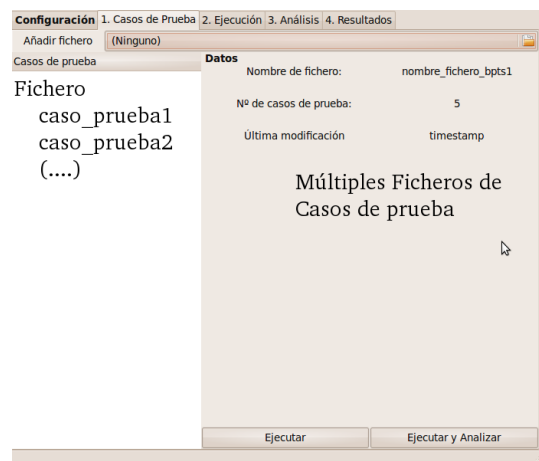 Configuración 1. Casos de Prueba 2. Ejecución 3. Análisis 4. Resultados
Añadir fichero (Ninguno)
Casos de prueba
Fichero
caso_prueba1
caso_prueba2
(....)
Datos
Nombre de fichero: nombre_fichero_bpts1
Nº de casos de prueba: 5
Última modificación timestamp
Múltiples Ficheros de
Casos de prueba
Ejecutar Ejecutar y Analizar